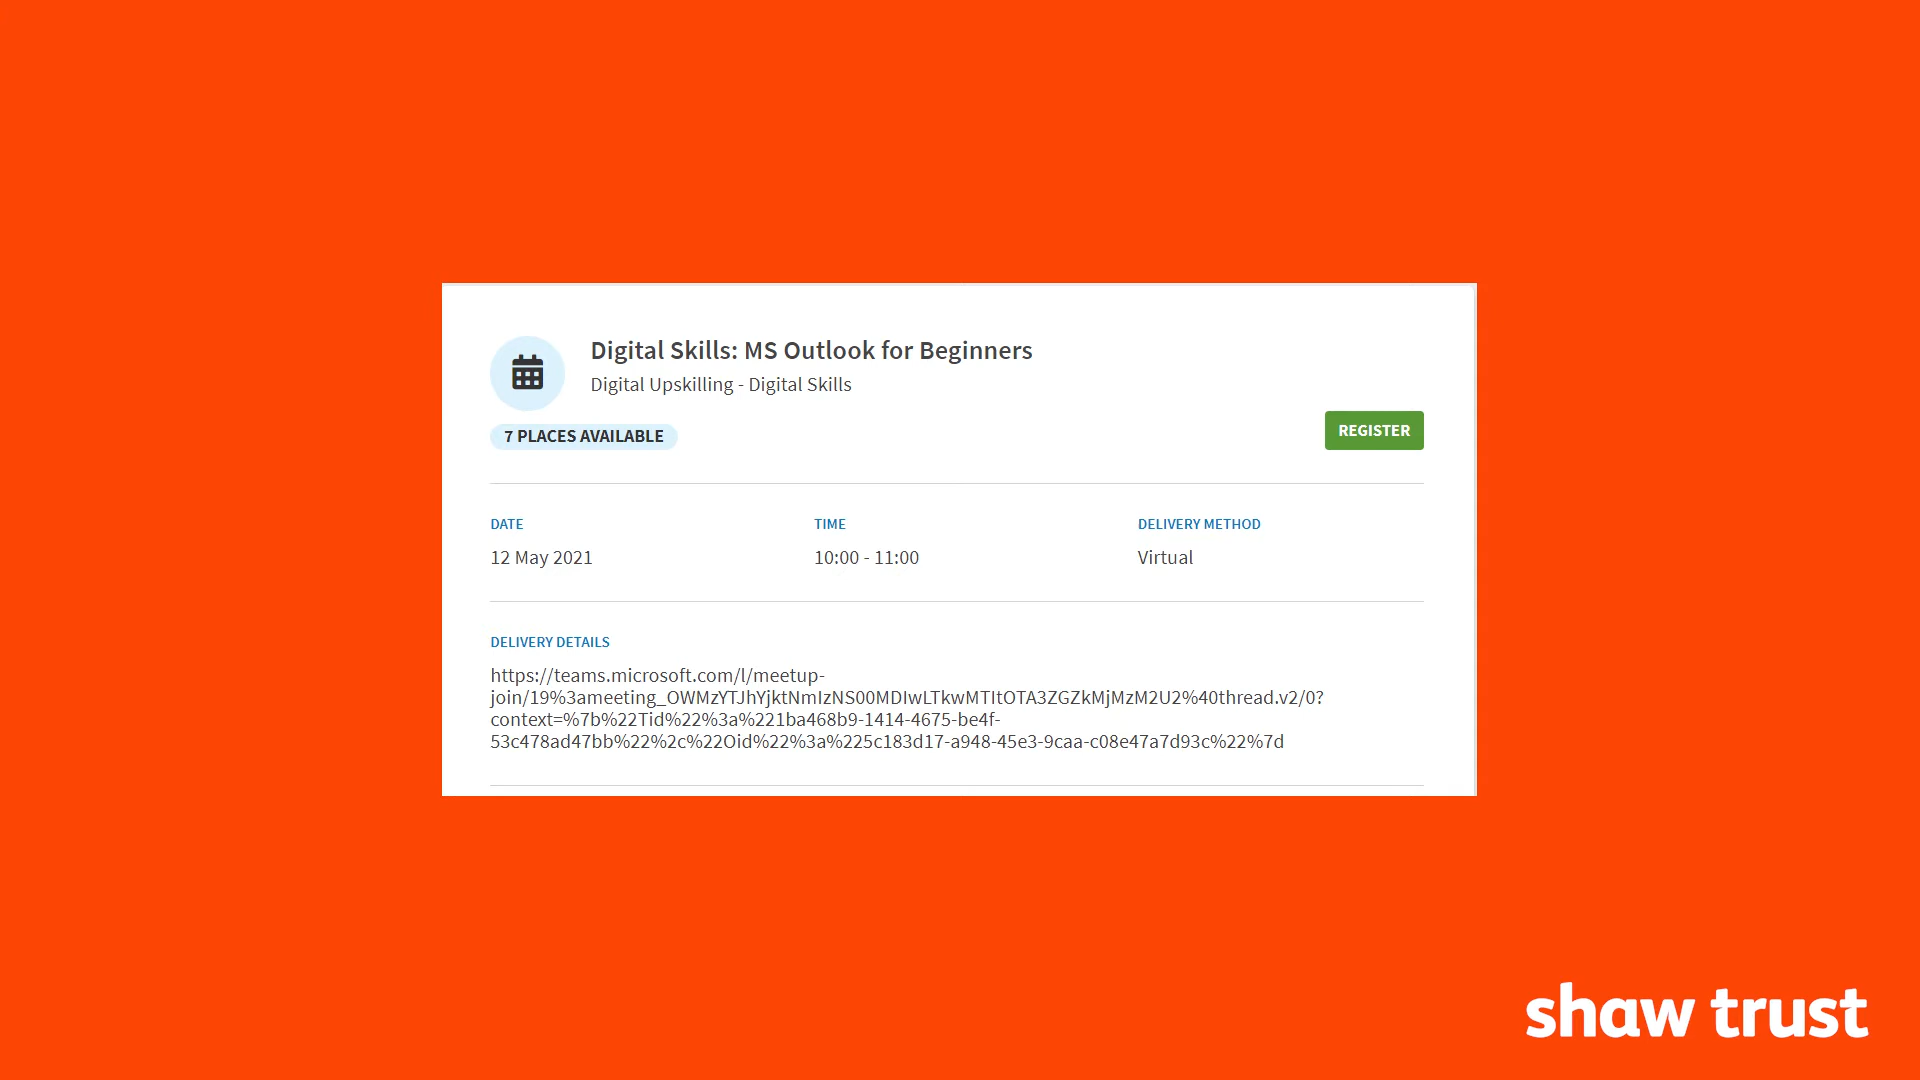 Digital Skills: MS Outlook for Beginners
Digital Upskilling - Digital Skills
7 PLACES AVAILABLE
REGISTER
DATE
TIME
DELIVERY METHOD
12 May 2021
10:00 - 11:00
Virtual
DELIVERY DETAILS
https://teams.microsoft.com/l/meetup-
join/19%3ameeting_OWMzYTJhYjktNmIzNS00MDIwLTkwMTItOTA3ZGZkMjMzM2U2%40thread.v2/0?
context=%7b%22Tid%22%3a%221ba468b9-1414-4675-be4f-
53c478ad47bb%22%2c%22Oid%22%3a%225c183d17-a948-45e3-9caa-c08e47a7d93c%22%7d
shaw trust